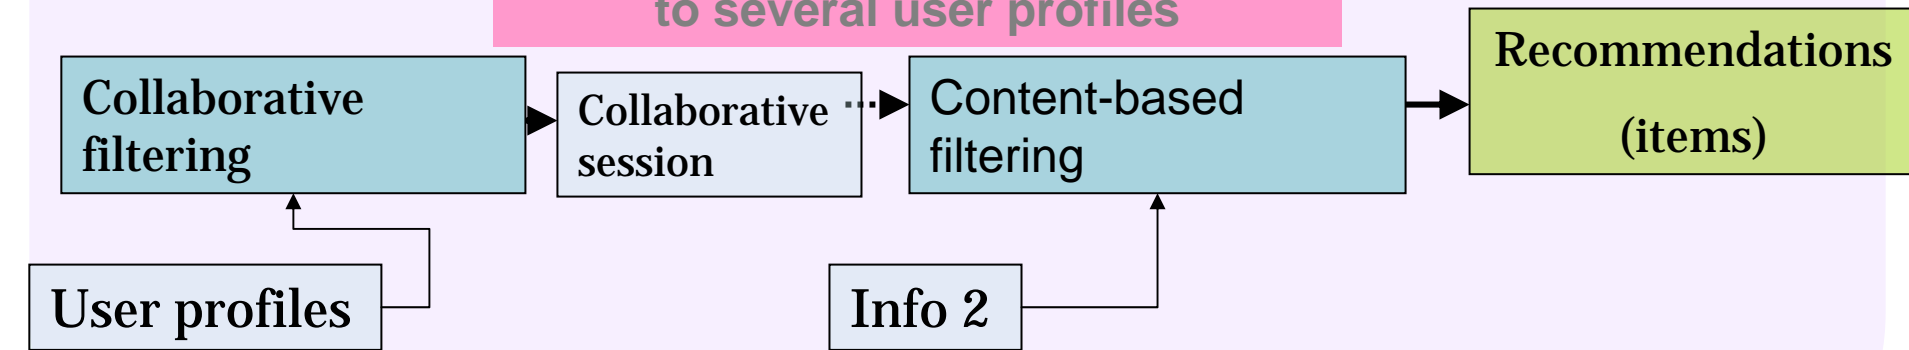 to several user profiles
Collaborative
filtering
Collaborative
session
Content-based
filtering
Recommendations
(items)
User profiles
Info 2